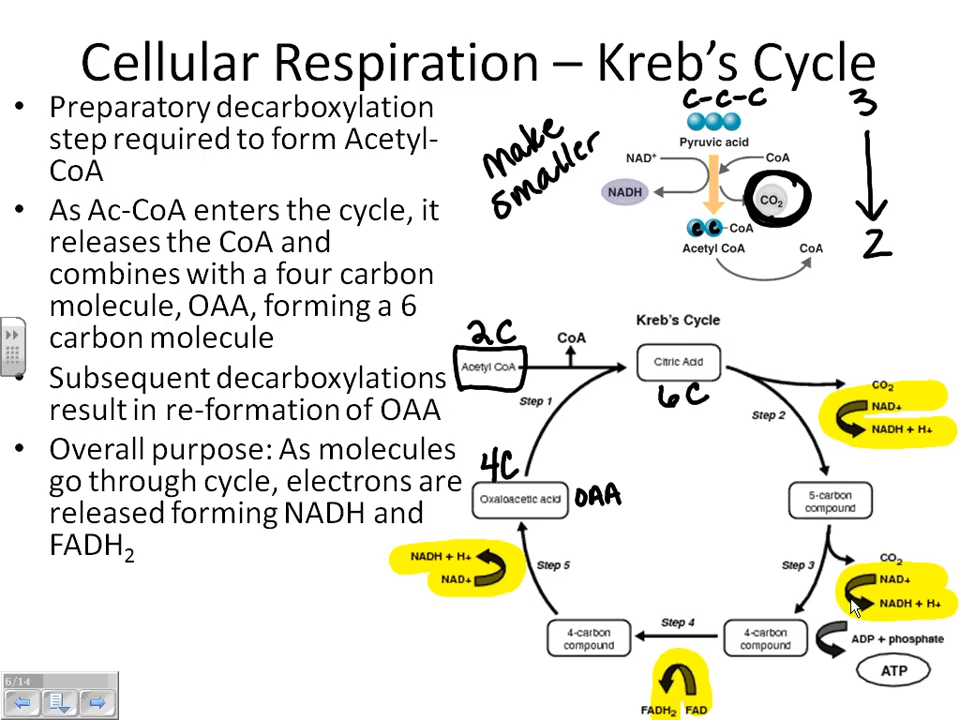 Cellular Respiration – Kreb's Cycle
• Preparatory decarboxylation
step required to form Acetyl-
CoA
• As Ac-CoA enters the cycle, it
releases the CoA and
combines with a four carbon
molecule, OAA, forming a 6
carbon molecule
• Subsequent decarboxylations
result in re-formation of OAA
• Overall purpose: As molecules
go through cycle, electrons are
released forming NADH and
FADH₂
Make
smaller
C-C-C
Pyruvic acid
NAD⁺
CoA
NADH
CO₂
C C
CoA
Acetyl CoA
CoA
3
2
Kreb's Cycle
2C
Acetyl CoA
CoA
Citric Acid
6C
Step 1
Step 2
CO₂
NAD+
NADH + H+
4C
Oxaloacetic acid
OAA
5-carbon
compound
NADH + H+
NAD+
Step 5
Step 3
CO₂
NAD+
NADH + H+
4-carbon
compound
Step 4
4-carbon
compound
ADP + phosphate
ATP
FADH₂ FAD
6/14